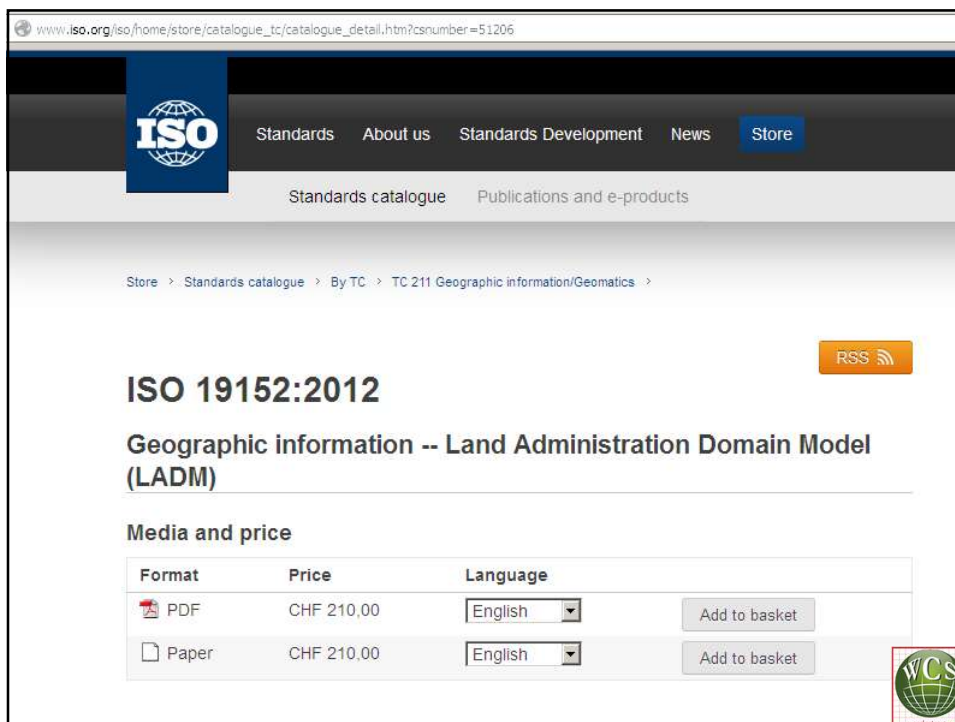 www.iso.org/iso/home/store/catalogue_tc/catalogue_detail.htm?csnumber=51206
ISO
Standards About us Standards Development News Store
Standards catalogue Publications and e-products
Store > Standards catalogue > By TC > TC 211 Geographic information/Geomatics >
RSS
ISO 19152:2012
Geographic information -- Land Administration Domain Model
(LADM)
Media and price
Format Price Language
PDF CHF 210,00 English Add to basket
Paper CHF 210,00 English Add to basket
WCS